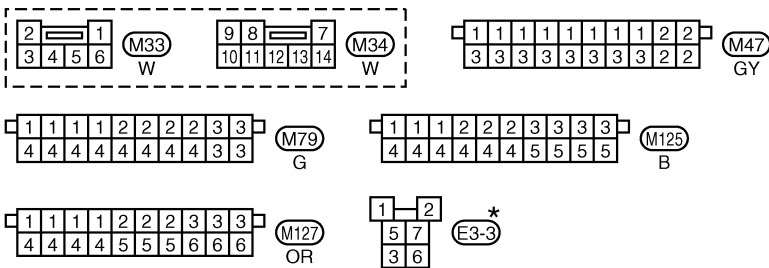 2 1 9 8 7 1 1 1 1 1 1 1 1 2 2
3 4 5 6 M33 10 11 12 13 14 M34 3 3 3 3 3 3 3 3 2 2 M47
W W GY
1 1 1 1 2 2 2 2 3 3 1 1 1 2 2 2 3 3 3 3
4 4 4 4 4 4 4 4 3 3 M79 4 4 4 4 4 4 5 5 5 5 M125
G B
1 1 1 1 2 2 2 3 3 3 1 2 *
4 4 4 4 5 5 5 6 6 6 M127 5 7 E3-3
OR 3 6